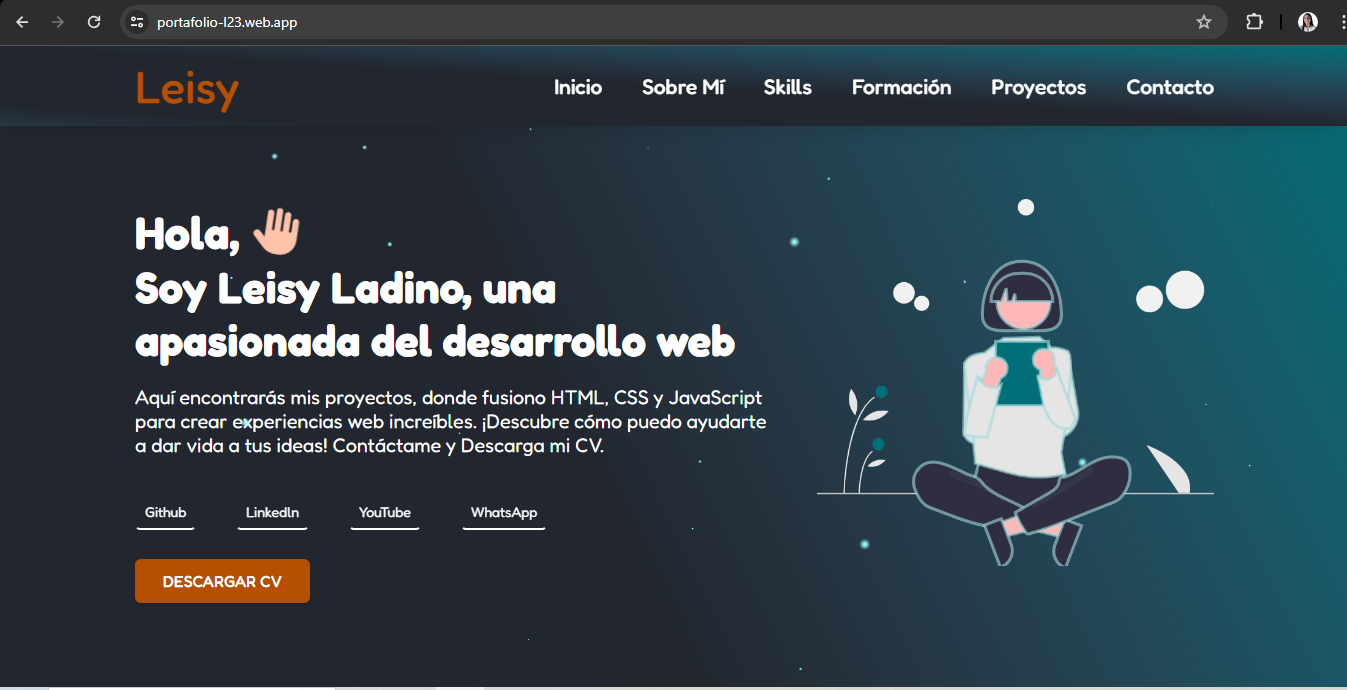 portafolio-l23.web.app
Leisy
Inicio Sobre Mí Skills Formación Proyectos Contacto
Hola,
Soy Leisy Ladino, una
apasionada del desarrollo web
Aquí encontrarás mis proyectos, donde fusiono HTML, CSS y JavaScript
para crear experiencias web increíbles. ¡Descubre cómo puedo ayudarte
a dar vida a tus ideas! Contáctame y Descarga mi CV.
Github LinkedIn YouTube WhatsApp
DESCARGAR CV